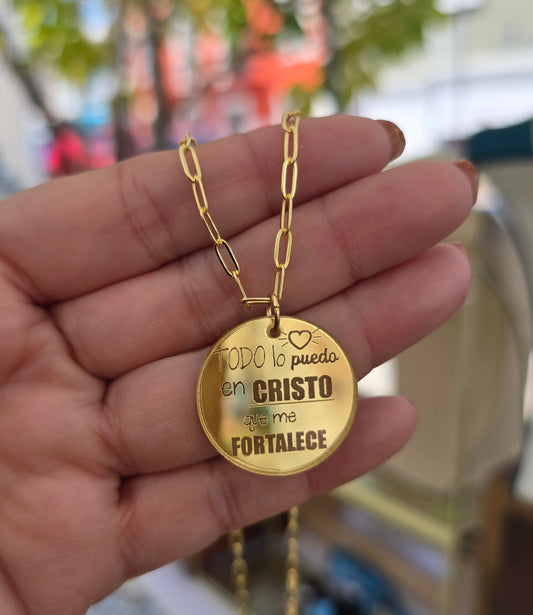 TODO lo puedo
en CRISTO
que me
FORTALECE